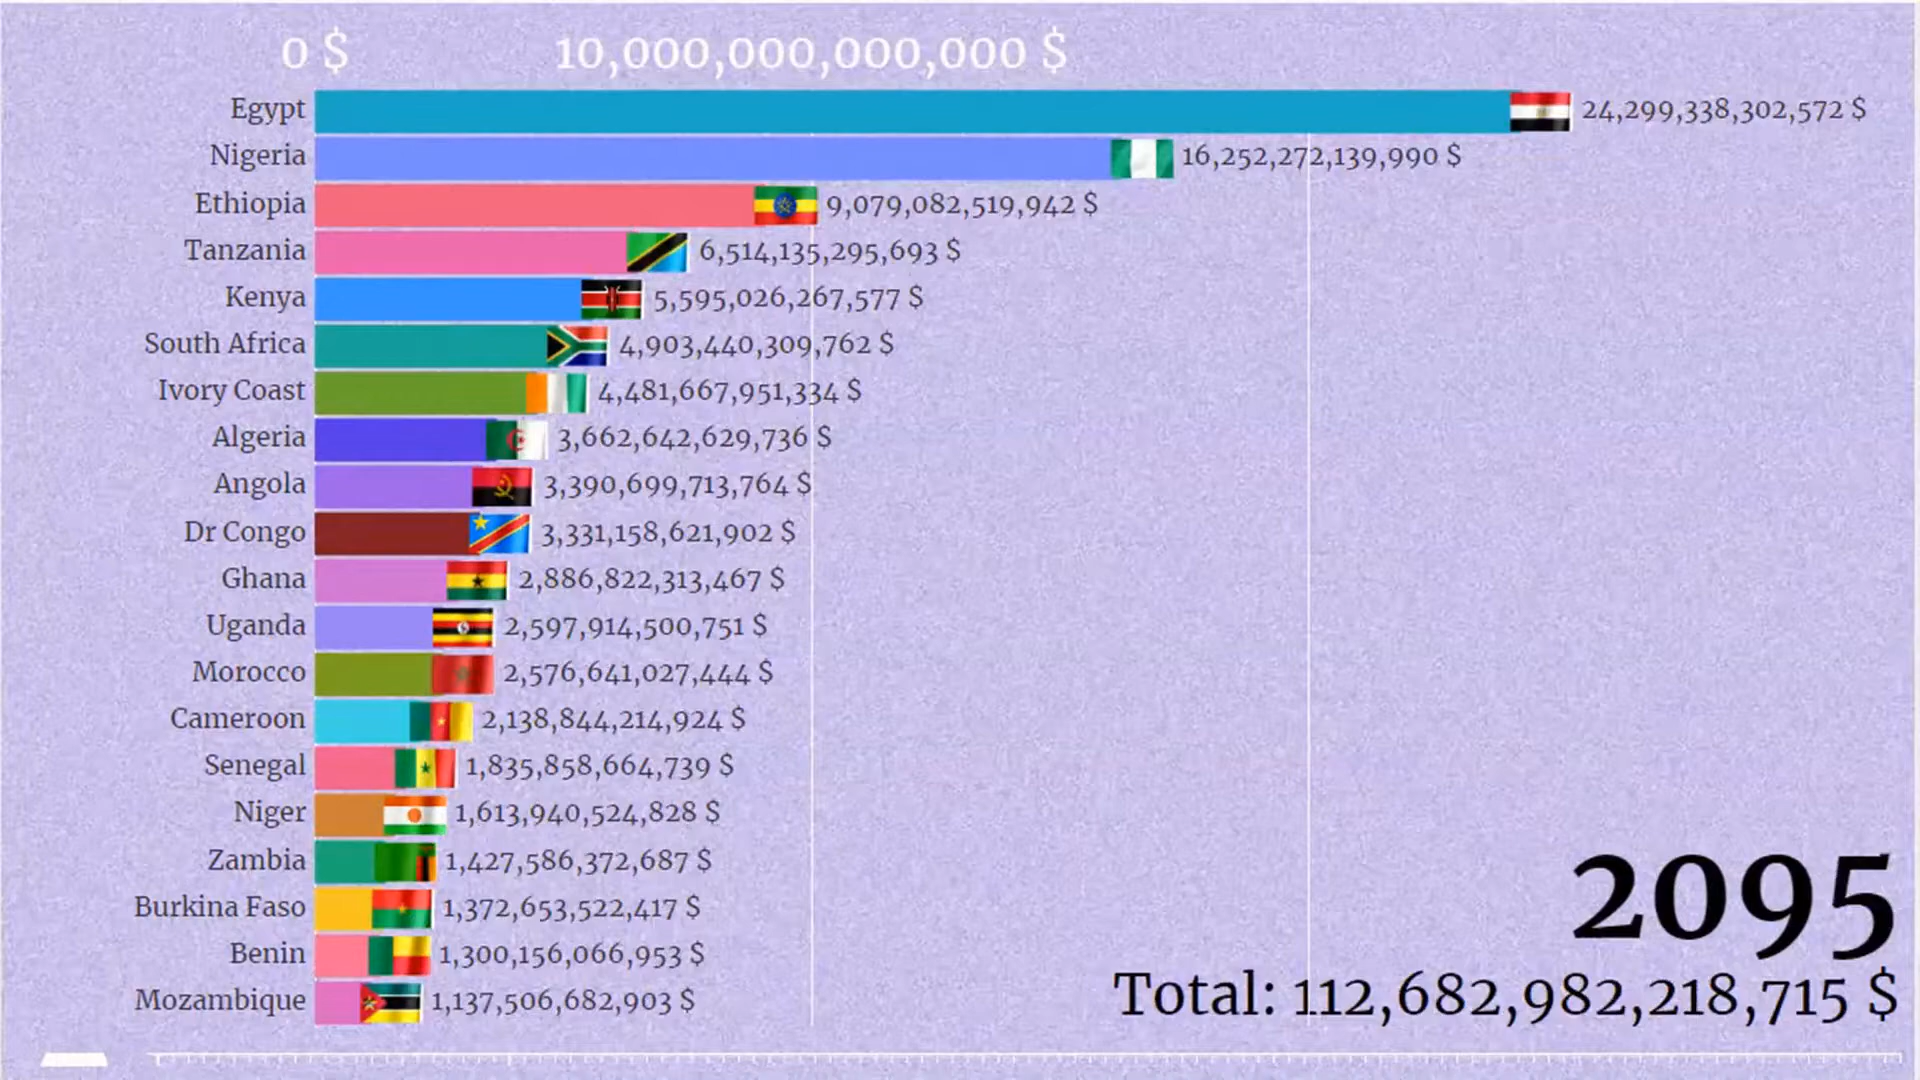 0 $ 10,000,000,000,000 $
Egypt 24,299,338,302,572 $
Nigeria 16,252,272,139,990 $
Ethiopia 9,079,082,519,942 $
Tanzania 6,514,135,295,693 $
Kenya 5,595,026,267,577 $
South Africa 4,903,440,309,762 $
Ivory Coast 4,481,667,951,334 $
Algeria 3,662,642,629,736 $
Angola 3,390,699,713,764 $
Dr Congo 3,331,158,621,902 $
Ghana 2,886,822,313,467 $
Uganda 2,597,914,500,751 $
Morocco 2,576,641,027,444 $
Cameroon 2,138,844,214,924 $
Senegal 1,835,858,664,739 $
Niger 1,613,940,524,828 $
Zambia 1,427,586,372,687 $
Burkina Faso 1,372,653,522,417 $
Benin 1,300,156,066,953 $
Mozambique 1,137,506,682,903 $
2095
Total: 112,682,982,218,715 $